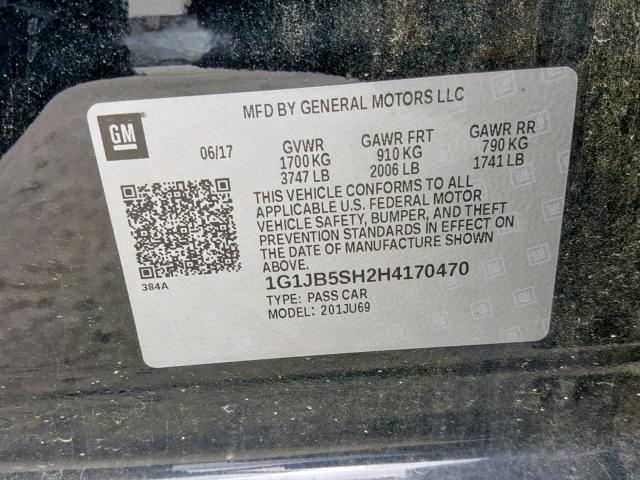 MFD BY GENERAL MOTORS LLC
GM
06/17 GVWR GAWR FRT GAWR RR
1700 KG 910 KG 790 KG
3747 LB 2006 LB 1741 LB
THIS VEHICLE CONFORMS TO ALL
APPLICABLE U.S. FEDERAL MOTOR
VEHICLE SAFETY, BUMPER, AND THEFT
PREVENTION STANDARDS IN EFFECT ON
THE DATE OF MANUFACTURE SHOWN
ABOVE.
384A
1G1JB5SH2H4170470
TYPE: PASS CAR
MODEL: 201JU69